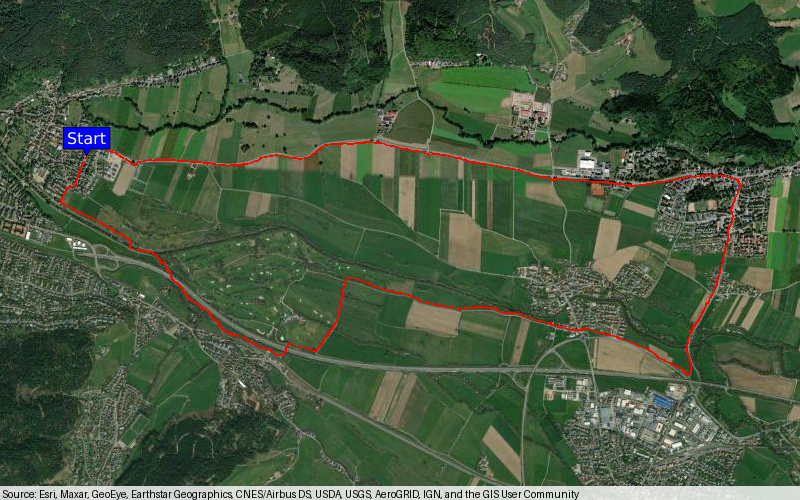 Start
Source: Esri, Maxar, GeoEye, Earthstar Geographics, CNES/Airbus DS, USDA, USGS, AeroGRID, IGN, and the GIS User Community